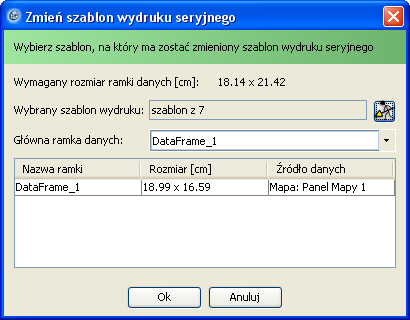 Zmień szablon wydruku seryjnego
Wybierz szablon, na który ma zostać zmieniony szablon wydruku seryjnego
Wymagany rozmiar ramki danych [cm]: 18.14 x 21.42
Wybrany szablon wydruku: szablon z 7
Główna ramka danych: DataFrame_1
Nazwa ramki Rozmiar [cm] Źródło danych
DataFrame_1 18.99 x 16.59 Mapa: Panel Mapy 1
Ok Anuluj